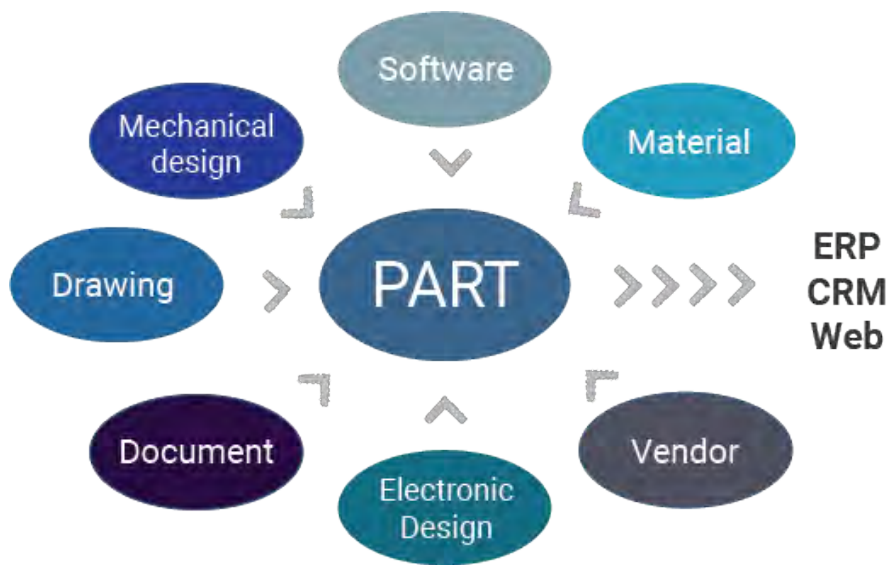 Software
Mechanical
design
Material
Drawing
PART
ERP
CRM
Web
Document
Electronic
Design
Vendor